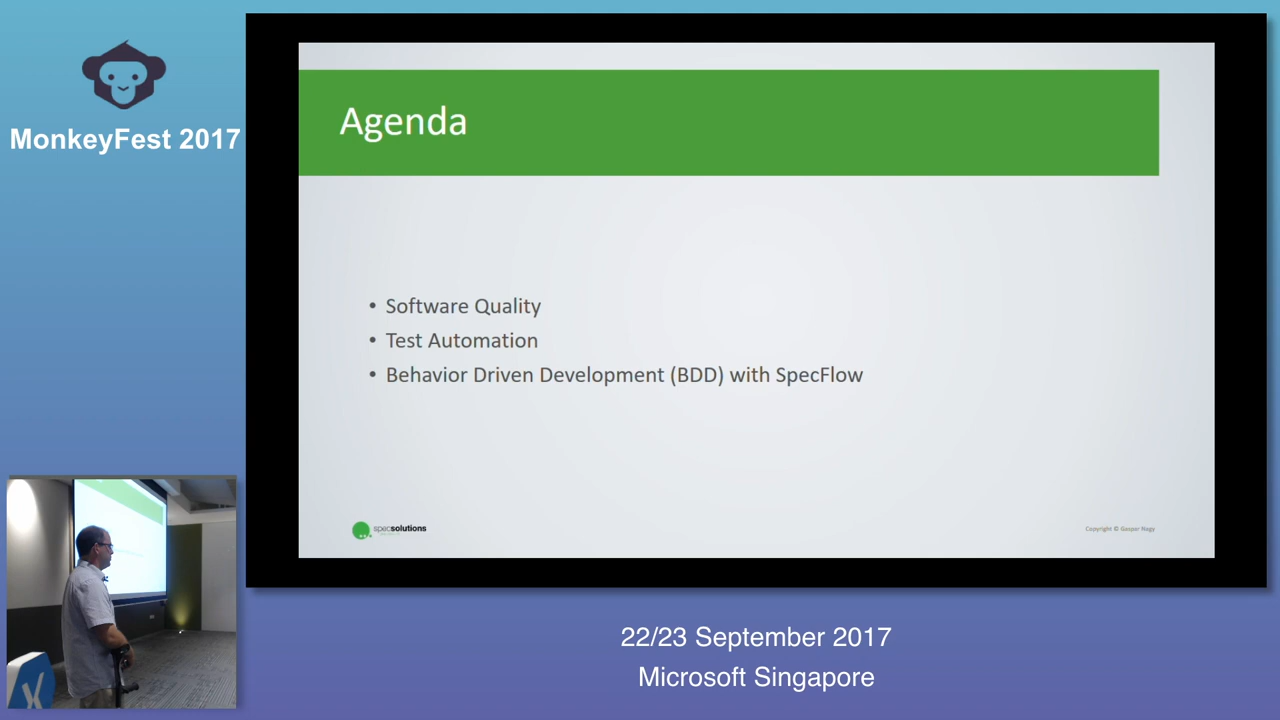 MonkeyFest 2017
Agenda
• Software Quality
• Test Automation
• Behavior Driven Development (BDD) with SpecFlow
specsolutions
Copyright © Gaspar Nagy
22/23 September 2017
Microsoft Singapore